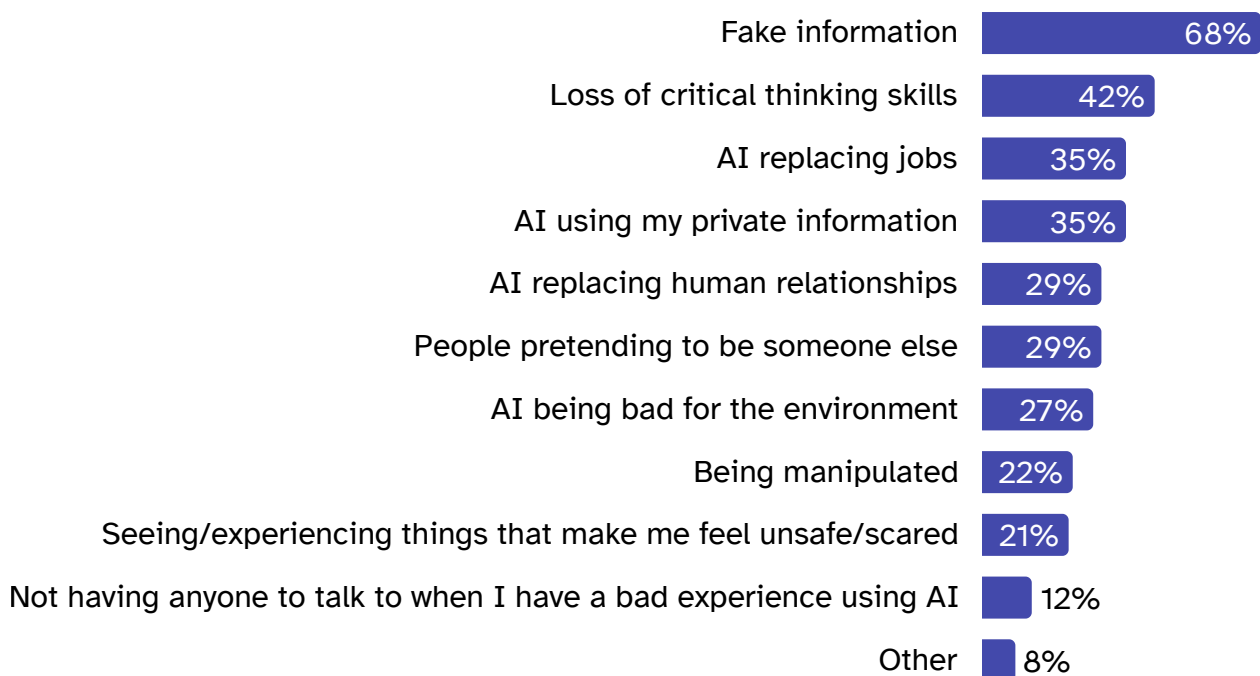 Fake information 68%
Loss of critical thinking skills 42%
AI replacing jobs 35%
AI using my private information 35%
AI replacing human relationships 29%
People pretending to be someone else 29%
AI being bad for the environment 27%
Being manipulated 22%
Seeing/experiencing things that make me feel unsafe/scared 21%
Not having anyone to talk to when I have a bad experience using AI 12%
Other 8%